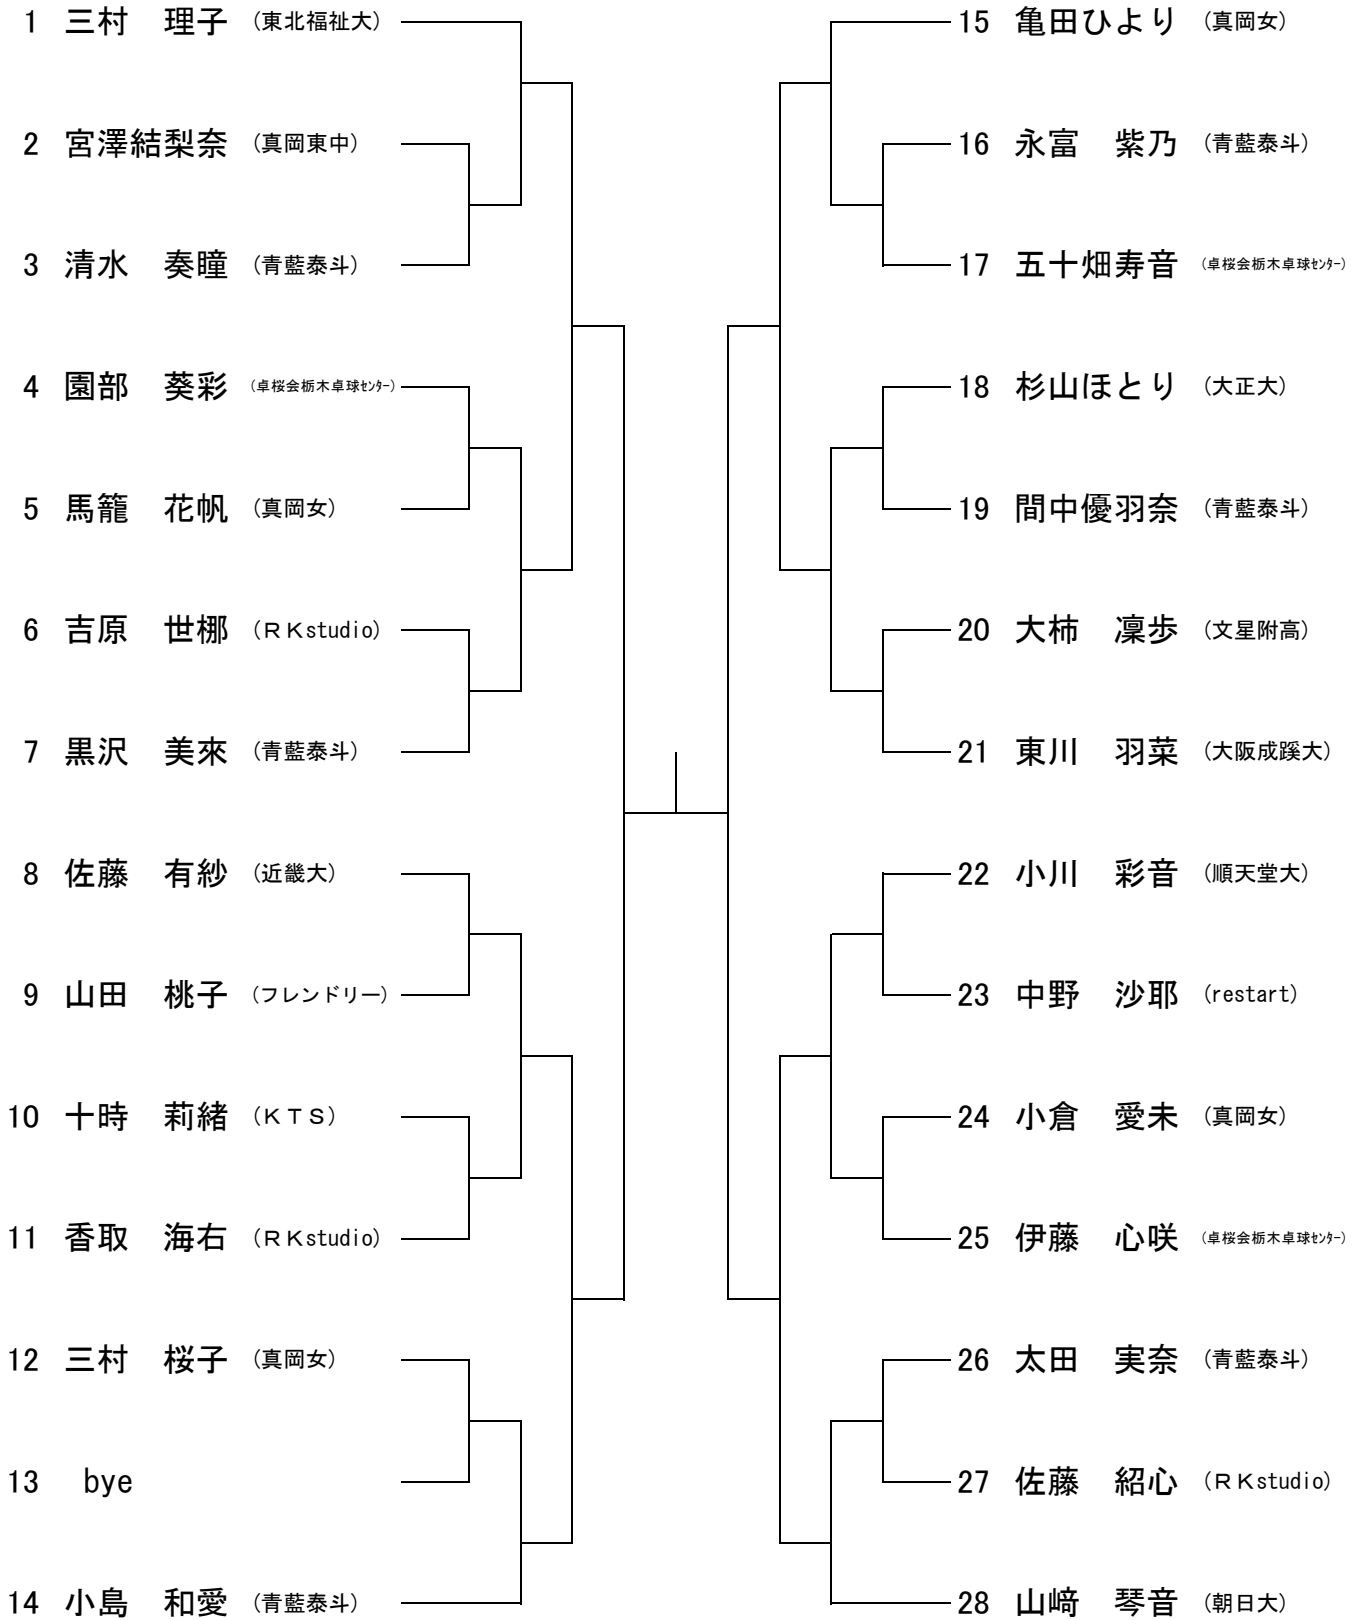 1 三村　理子 (東北福祉大)
2 宮澤結梨奈 (真岡東中)
3 清水　奏瞳 (青藍泰斗)
4 園部　葵彩 (卓桜会栃木卓球ｾﾝﾀｰ)
5 馬籠　花帆 (真岡女)
6 吉原　世梛 (ＲＫstudio)
7 黒沢　美來 (青藍泰斗)
8 佐藤　有紗 (近畿大)
9 山田　桃子 (フレンドリー)
10 十時　莉緒 (ＫＴＳ)
11 香取　海右 (ＲＫstudio)
12 三村　桜子 (真岡女)
13 bye
14 小島　和愛 (青藍泰斗)
15 亀田ひより (真岡女)
16 永富　紫乃 (青藍泰斗)
17 五十畑寿音 (卓桜会栃木卓球ｾﾝﾀｰ)
18 杉山ほとり (大正大)
19 間中優羽奈 (青藍泰斗)
20 大柿　凜歩 (文星附高)
21 東川　羽菜 (大阪成蹊大)
22 小川　彩音 (順天堂大)
23 中野　沙耶 (restart)
24 小倉　愛未 (真岡女)
25 伊藤　心咲 (卓桜会栃木卓球ｾﾝﾀｰ)
26 太田　実奈 (青藍泰斗)
27 佐藤　紹心 (ＲＫstudio)
28 山﨑　琴音 (朝日大)